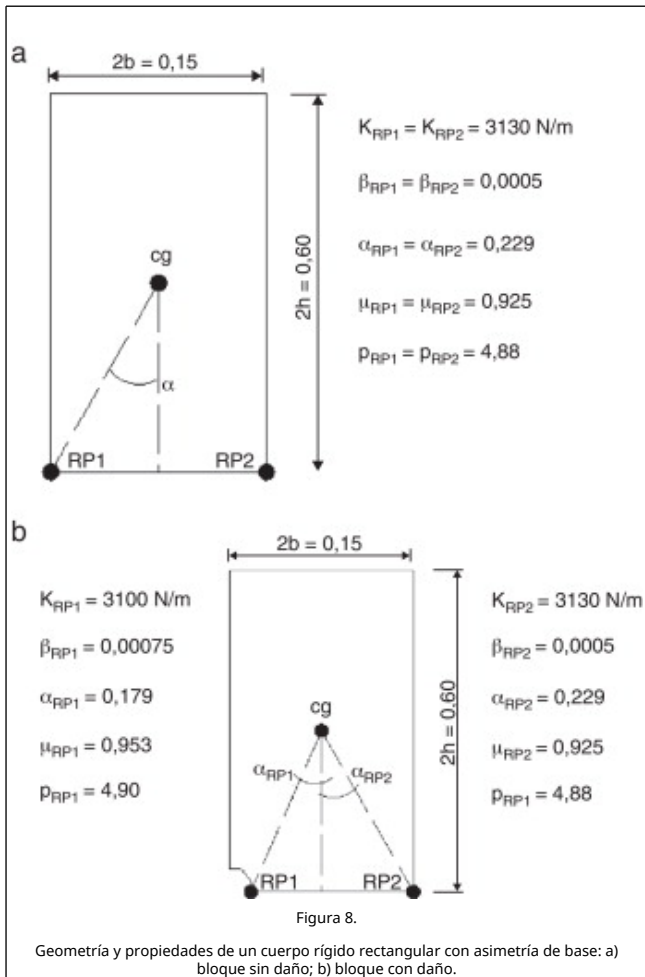 a
2b = 0,15
K_RP1 = K_RP2 = 3130 N/m
β_RP1 = β_RP2 = 0,0005
cg
α_RP1 = α_RP2 = 0,229
2h = 0,60
μ_RP1 = μ_RP2 = 0,925
α
p_RP1 = p_RP2 = 4,88
RP1
RP2
b
2b = 0,15
K_RP1 = 3100 N/m
β_RP1 = 0,00075
α_RP1 = 0,179
μ_RP1 = 0,953
p_RP1 = 4,90
cg
α_RP1
α_RP2
2h = 0,60
RP1
RP2
K_RP2 = 3130 N/m
β_RP2 = 0,0005
α_RP2 = 0,229
μ_RP2 = 0,925
p_RP1 = 4,88
Figura 8.
Geometría y propiedades de un cuerpo rígido rectangular con asimetría de base: a)
bloque sin daño; b) bloque con daño.